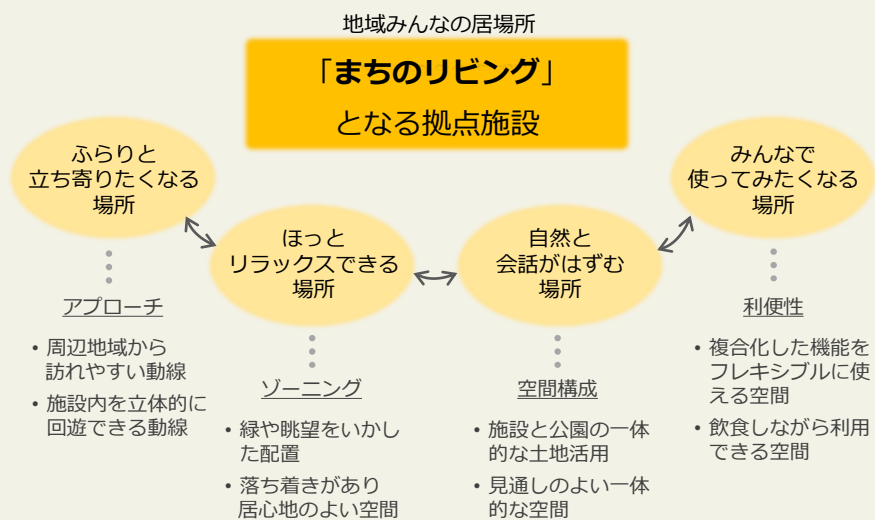 地域みんなの居場所
「まちのリビング」
となる拠点施設
ふらりと
立ち寄りたくなる
場所
ほっと
リラックスできる
場所
自然と
会話がはずむ
場所
みんなで
使ってみたくなる
場所
アプローチ
・周辺地域から
訪れやすい動線
・施設内を立体的に
回遊できる動線
ゾーニング
・緑や眺望をいかし
た配置
・落ち着きがあり
居心地のよい空間
空間構成
・施設と公園の一体
的な土地活用
・見通しのよい一体
的な空間
利便性
・複合化した機能を
フレキシブルに使
える空間
・飲食しながら利用
できる空間